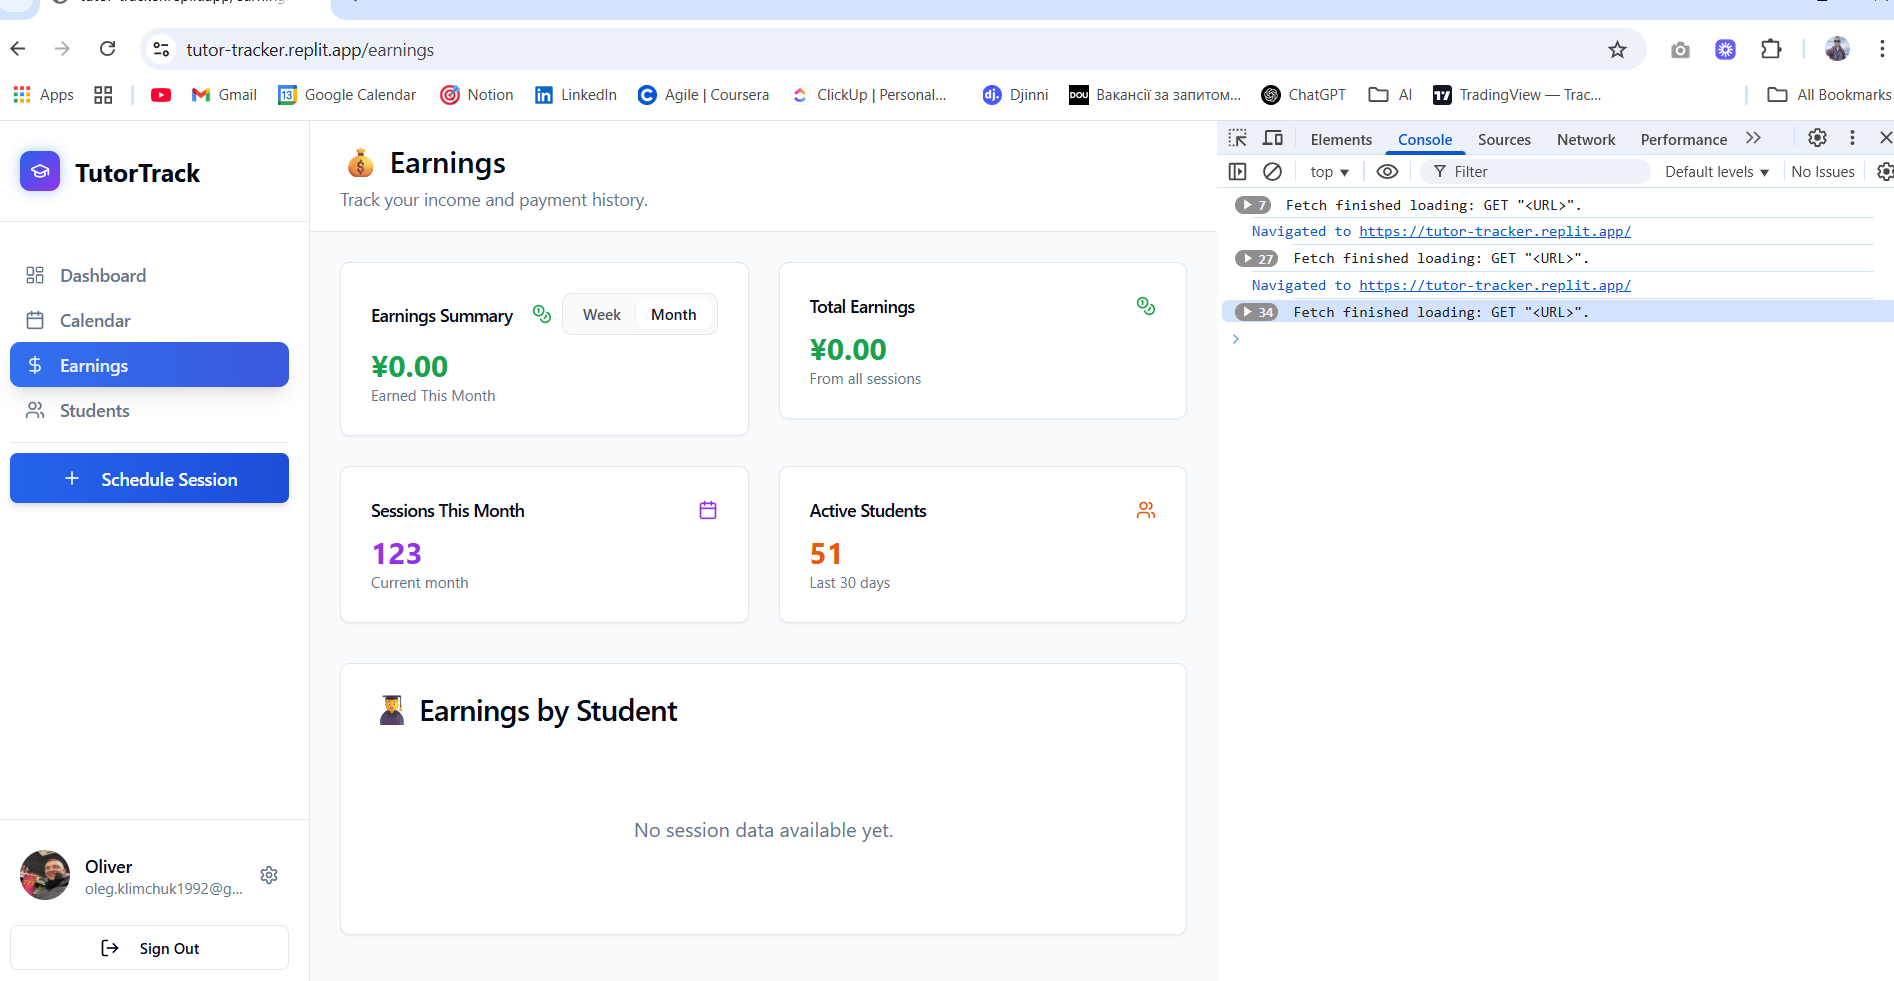 tutor-tracker.replit.app/earnings
Apps
Gmail
13 Google Calendar
Notion
in LinkedIn
C Agile | Coursera
ClickUp | Personal...
dj. Djinni
DOU Вакансії за запитом...
ChatGPT
AI
TradingView — Trac...
All Bookmarks
TutorTrack
Dashboard
Calendar
Earnings
Students
+ Schedule Session
Oliver
oleg.klimchuk1992@g...
Sign Out
Earnings
Track your income and payment history.
Earnings Summary
Week
Month
¥0.00
Earned This Month
Total Earnings
¥0.00
From all sessions
Sessions This Month
123
Current month
Active Students
51
Last 30 days
Earnings by Student
No session data available yet.
Elements
Console
Sources
Network
Performance
top
Filter
Default levels
No Issues
7 Fetch finished loading: GET "<URL>".
Navigated to https://tutor-tracker.replit.app/
27 Fetch finished loading: GET "<URL>".
Navigated to https://tutor-tracker.replit.app/
34 Fetch finished loading: GET "<URL>".